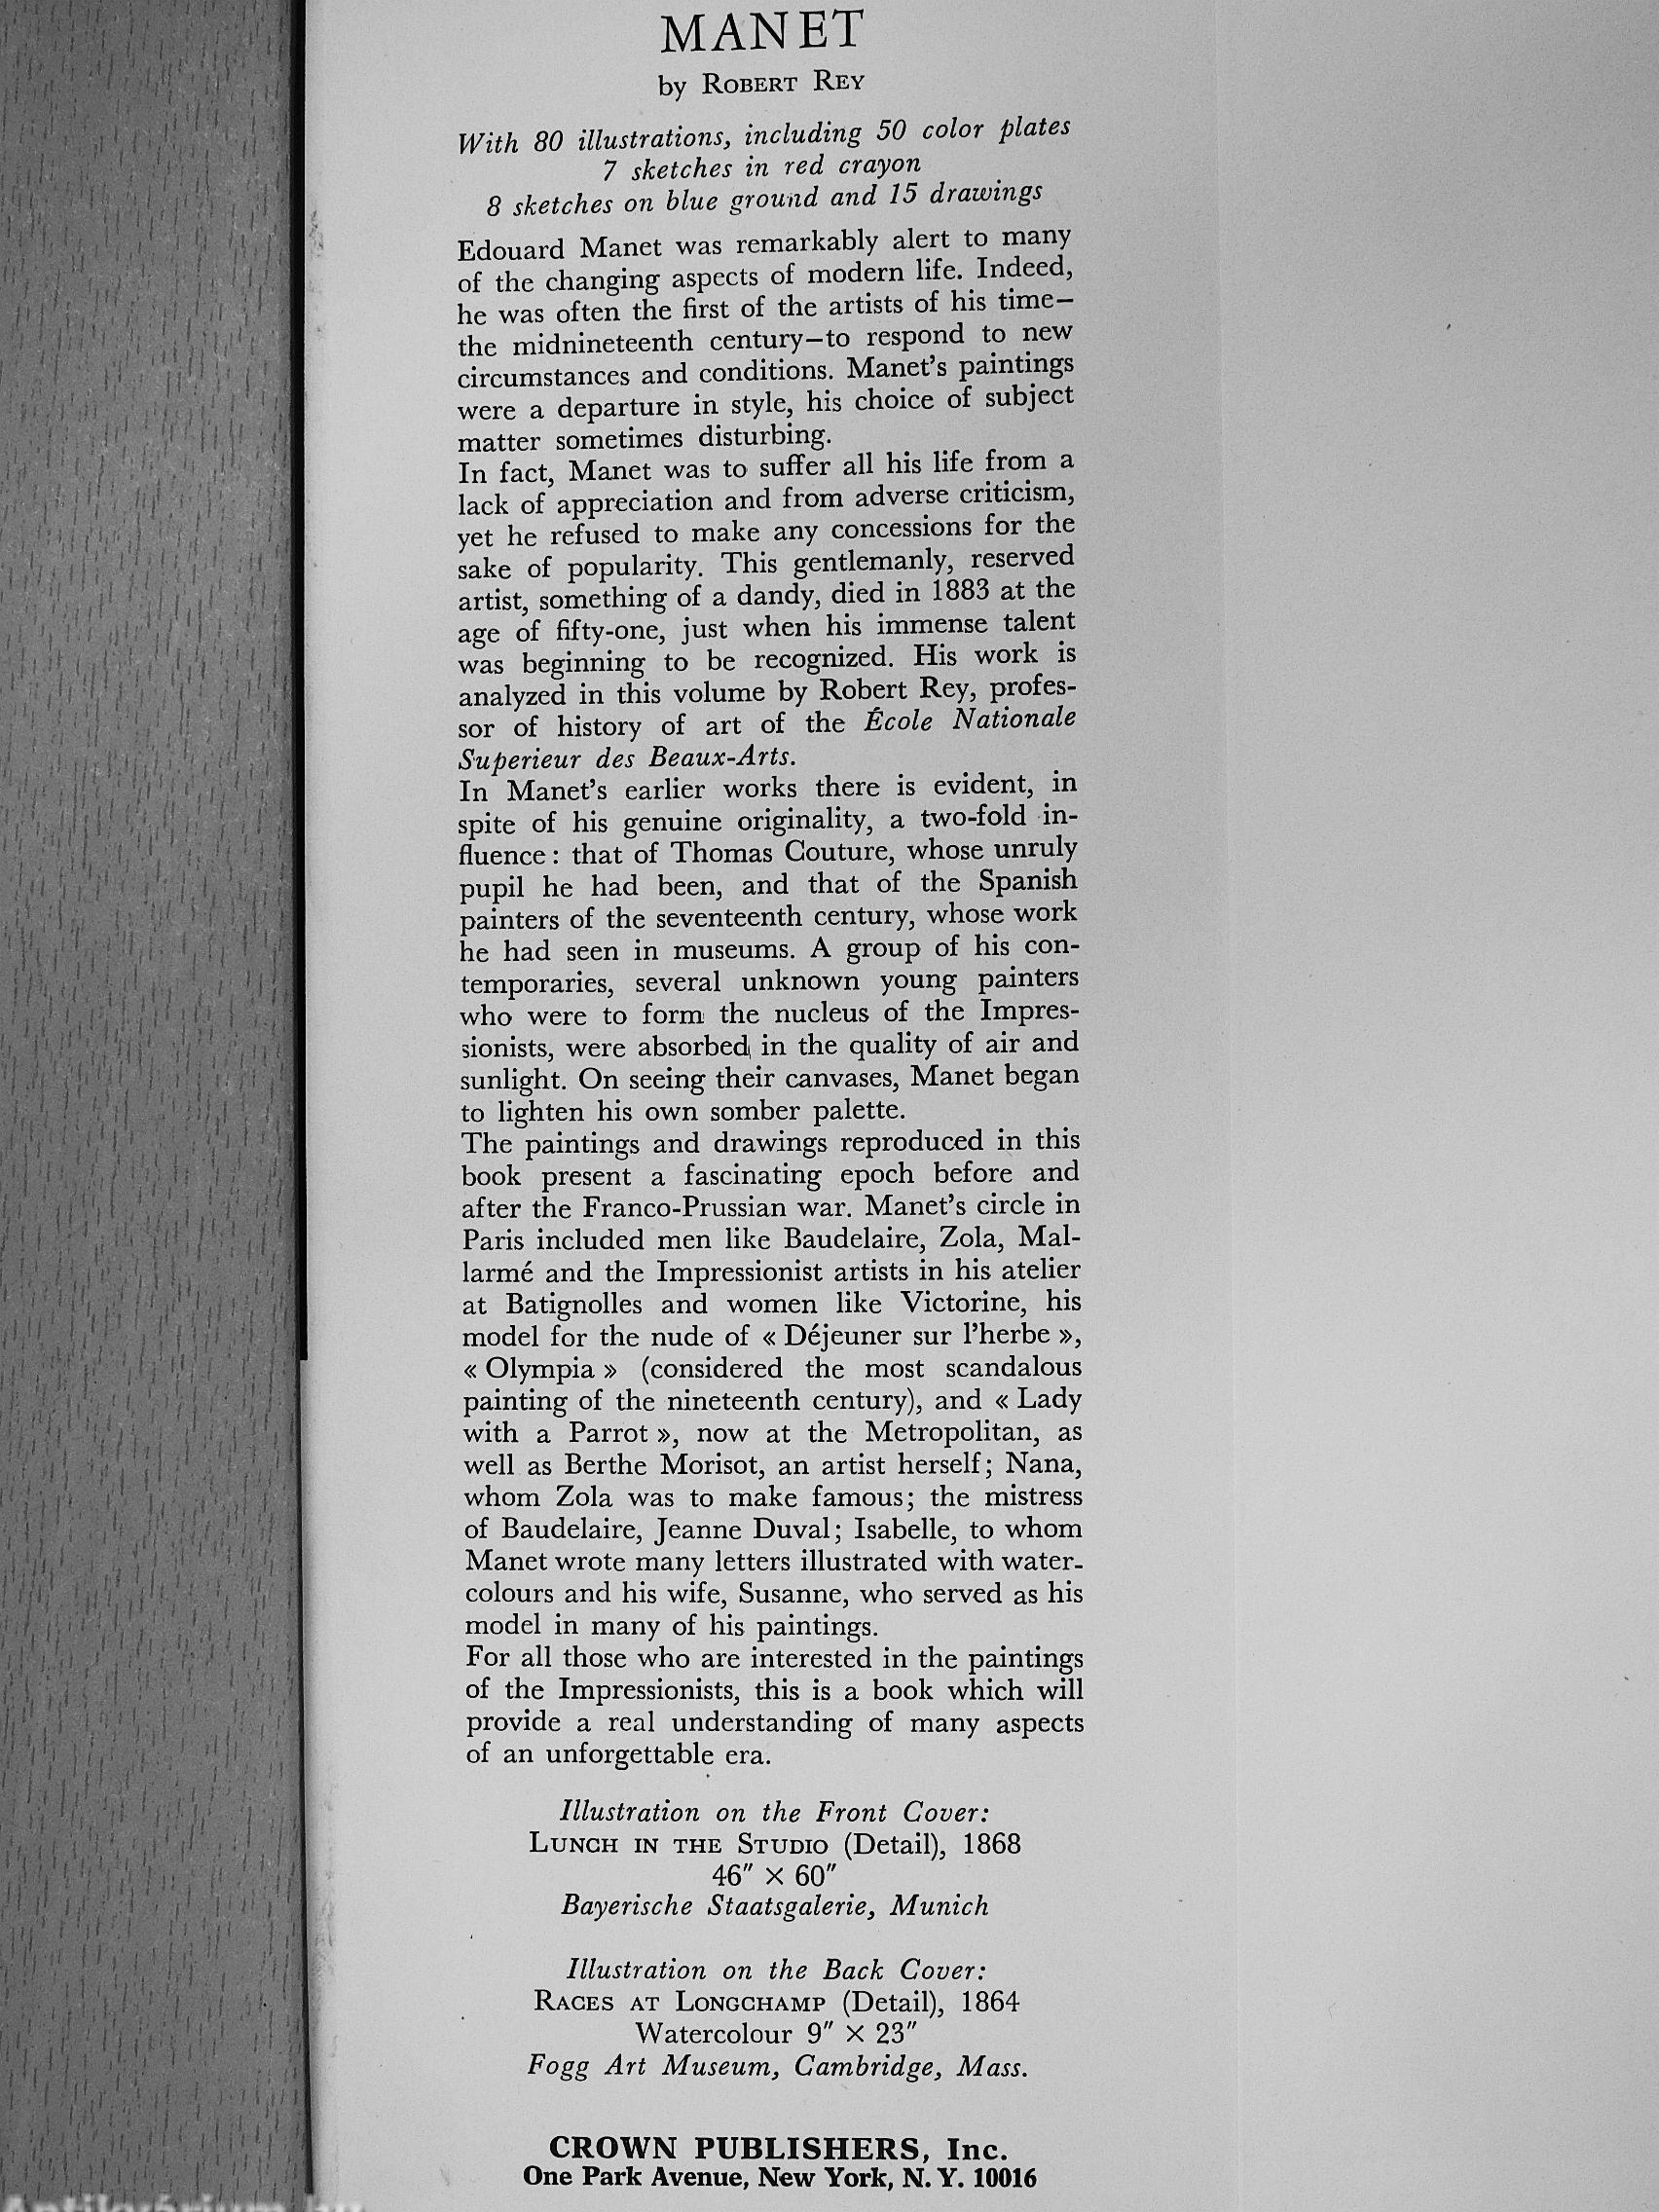 MANET
by ROBERT REY
With 80 illustrations, including 50 color plates
7 sketches in red crayon
8 sketches on blue ground and 15 drawings
Edouard Manet was remarkably alert to many
of the changing aspects of modern life. Indeed,
he was often the first of the artists of his time—
the midnineteenth century—to respond to new
circumstances and conditions. Manet's paintings
were a departure in style, his choice of subject
matter sometimes disturbing.
In fact, Manet was to suffer all his life from a
lack of appreciation and from adverse criticism,
yet he refused to make any concessions for the
sake of popularity. This gentlemanly, reserved
artist, something of a dandy, died in 1883 at the
age of fifty-one, just when his immense talent
was beginning to be recognized. His work is
analyzed in this volume by Robert Rey, profes-
sor of history of art of the École Nationale
Superieur des Beaux-Arts.
In Manet's earlier works there is evident, in
spite of his genuine originality, a two-fold in-
fluence : that of Thomas Couture, whose unruly
pupil he had been, and that of the Spanish
painters of the seventeenth century, whose work
he had seen in museums. A group of his con-
temporaries, several unknown young painters
who were to form the nucleus of the Impres-
sionists, were absorbed in the quality of air and
sunlight. On seeing their canvases, Manet began
to lighten his own somber palette.
The paintings and drawings reproduced in this
book present a fascinating epoch before and
after the Franco-Prussian war. Manet's circle in
Paris included men like Baudelaire, Zola, Mal-
larmé and the Impressionist artists in his atelier
at Batignolles and women like Victorine, his
model for the nude of « Déjeuner sur l'herbe »,
« Olympia » (considered the most scandalous
painting of the nineteenth century), and « Lady
with a Parrot », now at the Metropolitan, as
well as Berthe Morisot, an artist herself; Nana,
whom Zola was to make famous; the mistress
of Baudelaire, Jeanne Duval; Isabelle, to whom
Manet wrote many letters illustrated with water-
colours and his wife, Susanne, who served as his
model in many of his paintings.
For all those who are interested in the paintings
of the Impressionists, this is a book which will
provide a real understanding of many aspects
of an unforgettable era.
Illustration on the Front Cover:
LUNCH IN THE STUDIO (Detail), 1868
46" × 60"
Bayerische Staatsgalerie, Munich
Illustration on the Back Cover:
RACES AT LONGCHAMP (Detail), 1864
Watercolour 9" × 23"
Fogg Art Museum, Cambridge, Mass.
CROWN PUBLISHERS, Inc.
One Park Avenue, New York, N. Y. 10016